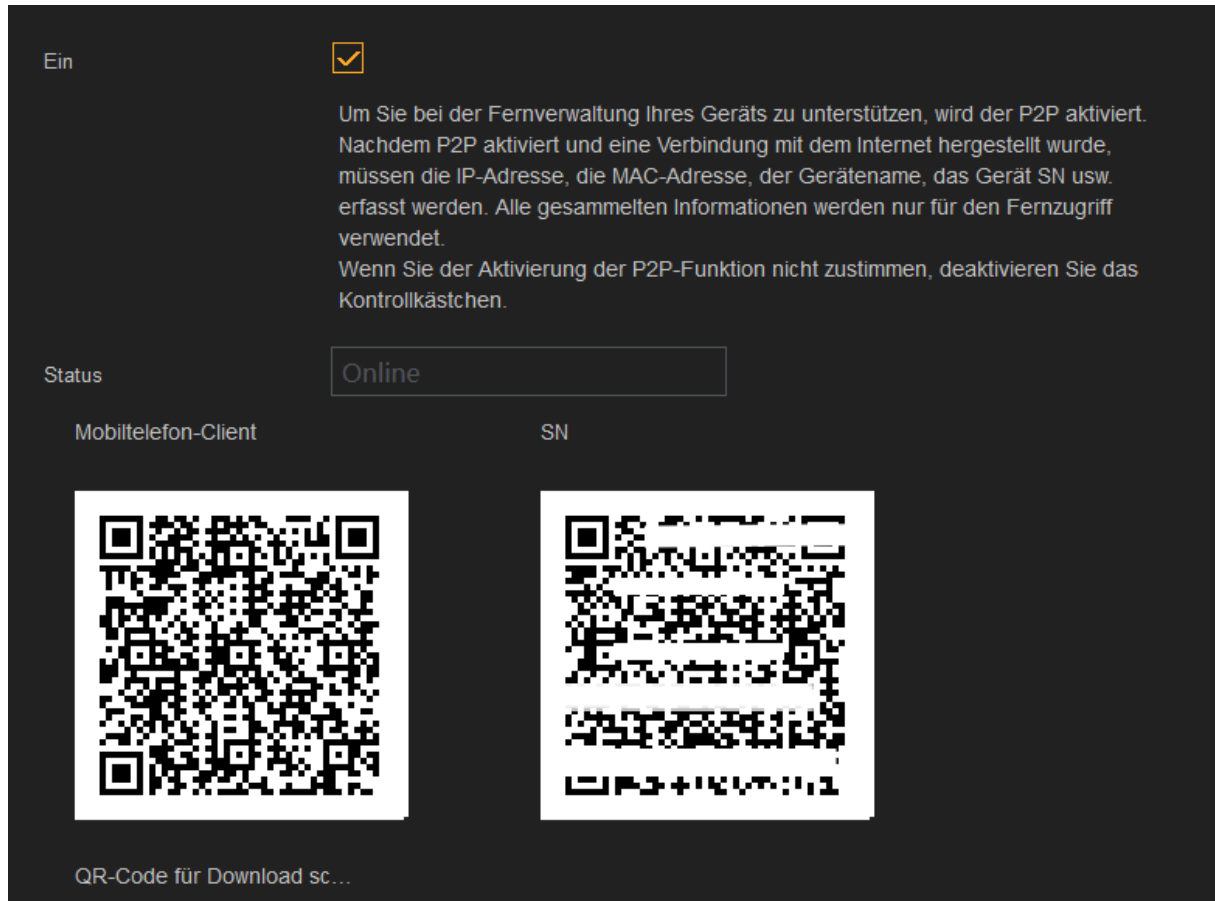 Ein
Um Sie bei der Fernverwaltung Ihres Geräts zu unterstützen, wird der P2P aktiviert.
Nachdem P2P aktiviert und eine Verbindung mit dem Internet hergestellt wurde,
müssen die IP-Adresse, die MAC-Adresse, der Gerätename, das Gerät SN usw.
erfasst werden. Alle gesammelten Informationen werden nur für den Fernzugriff
verwendet.
Wenn Sie der Aktivierung der P2P-Funktion nicht zustimmen, deaktivieren Sie das
Kontrollkästchen.
Status
Online
Mobiltelefon-Client
SN
QR-Code für Download sc…